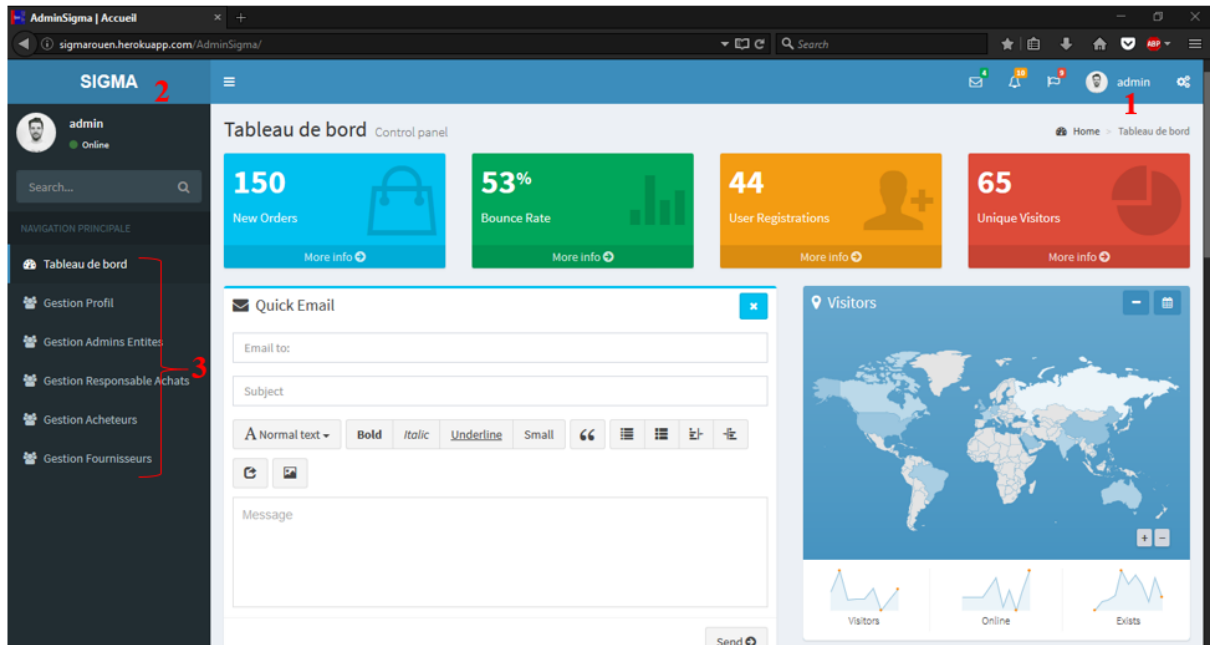 AdminSigma | Accueil
sigmarouen.herokuapp.com/AdminSigma/
Search
ABP
SIGMA
2
4
10
9
admin
1
admin
Online
Search...
NAVIGATION PRINCIPALE
Tableau de bord
Gestion Profil
Gestion Admins Entites
Gestion Responsable Achats
Gestion Acheteurs
Gestion Fournisseurs
3
Tableau de bord Control panel
Home > Tableau de bord
150
New Orders
More info
53%
Bounce Rate
More info
44
User Registrations
More info
65
Unique Visitors
More info
Quick Email
Email to:
Subject
A Normal text Bold Italic Underline Small
Message
Send
Visitors
+ −
Visitors Online Exists